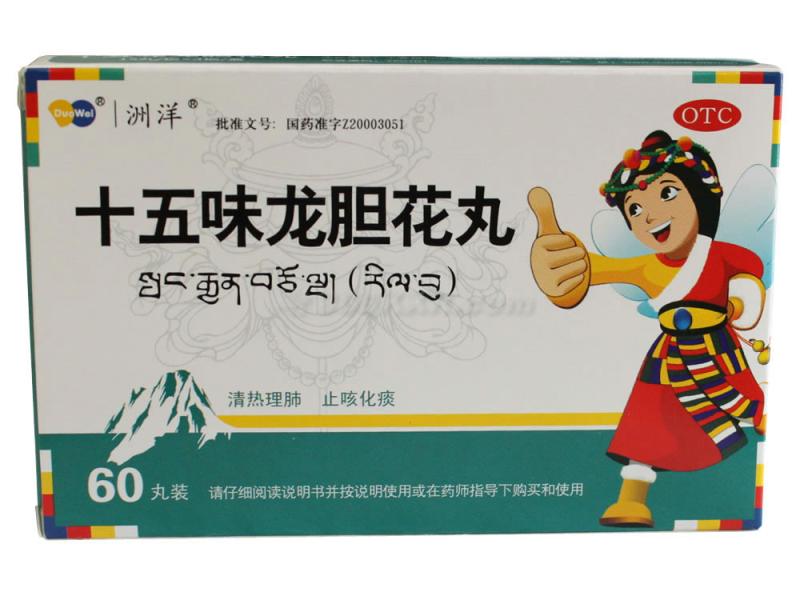 DuoWei® | 洲洋®
批准文号: 国药准字Z20003051
OTC
十五味龙胆花丸
སྤང་རྒྱན་བཅོ་ལྔ། (རིལ་བུ)
清热理肺 止咳化痰
60丸装 请仔细阅读说明书并按说明使用或在药师指导下购买和使用